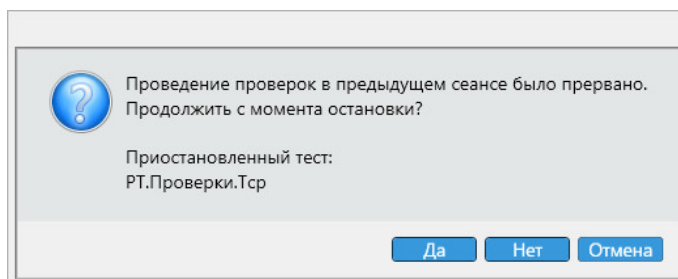 Проведение проверок в предыдущем сеансе было прервано.
Продолжить с момента остановки?
Приостановленный тест:
РТ.Проверки.Тср
Да Нет Отмена